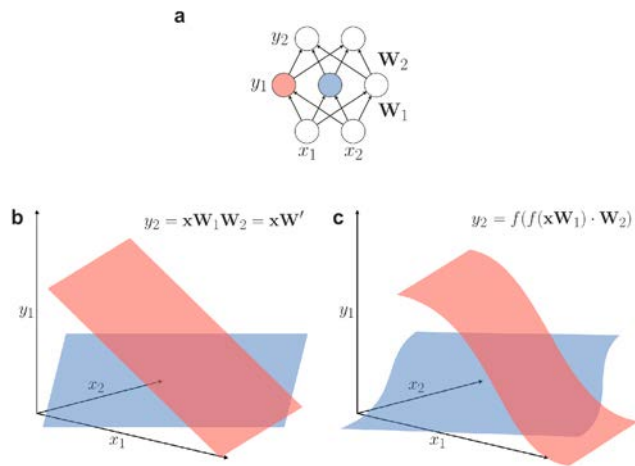 a
y₂
W₂
y₁
W₁
x₁ x₂
b
y₂ = xW₁W₂ = xW′
y₁
x₂
x₁
c
y₂ = f(f(xW₁) · W₂)
y₁
x₂
x₁